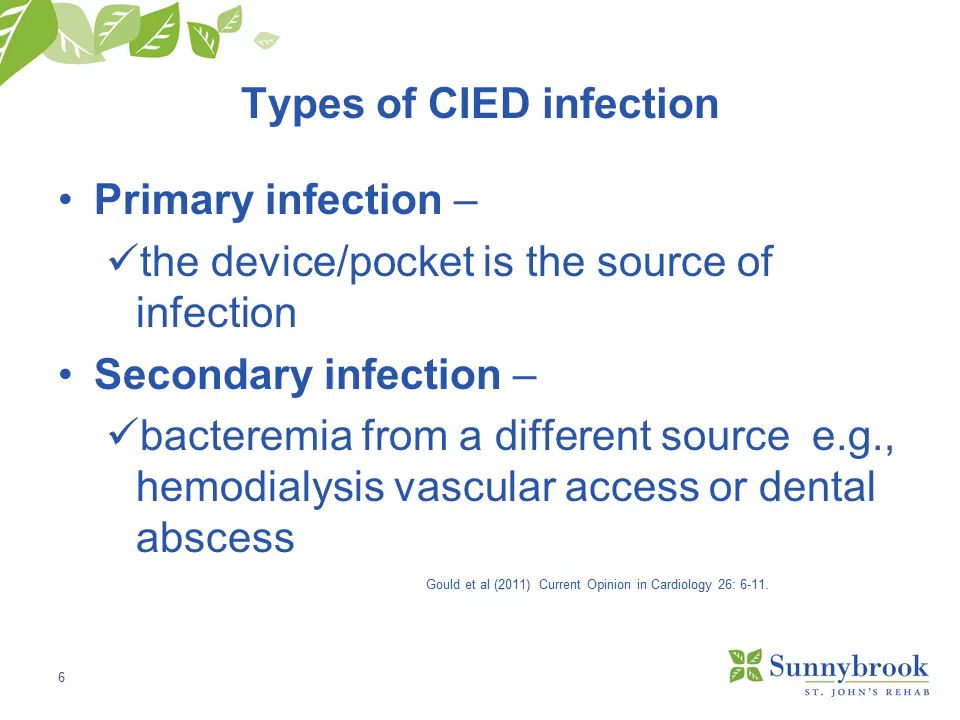 Types of CIED infection
• Primary infection –
✓the device/pocket is the source of
infection
• Secondary infection –
✓bacteremia from a different source e.g.,
hemodialysis vascular access or dental
abscess
Gould et al (2011) Current Opinion in Cardiology 26: 6-11.
6
Sunnybrook
ST. JOHN'S REHAB